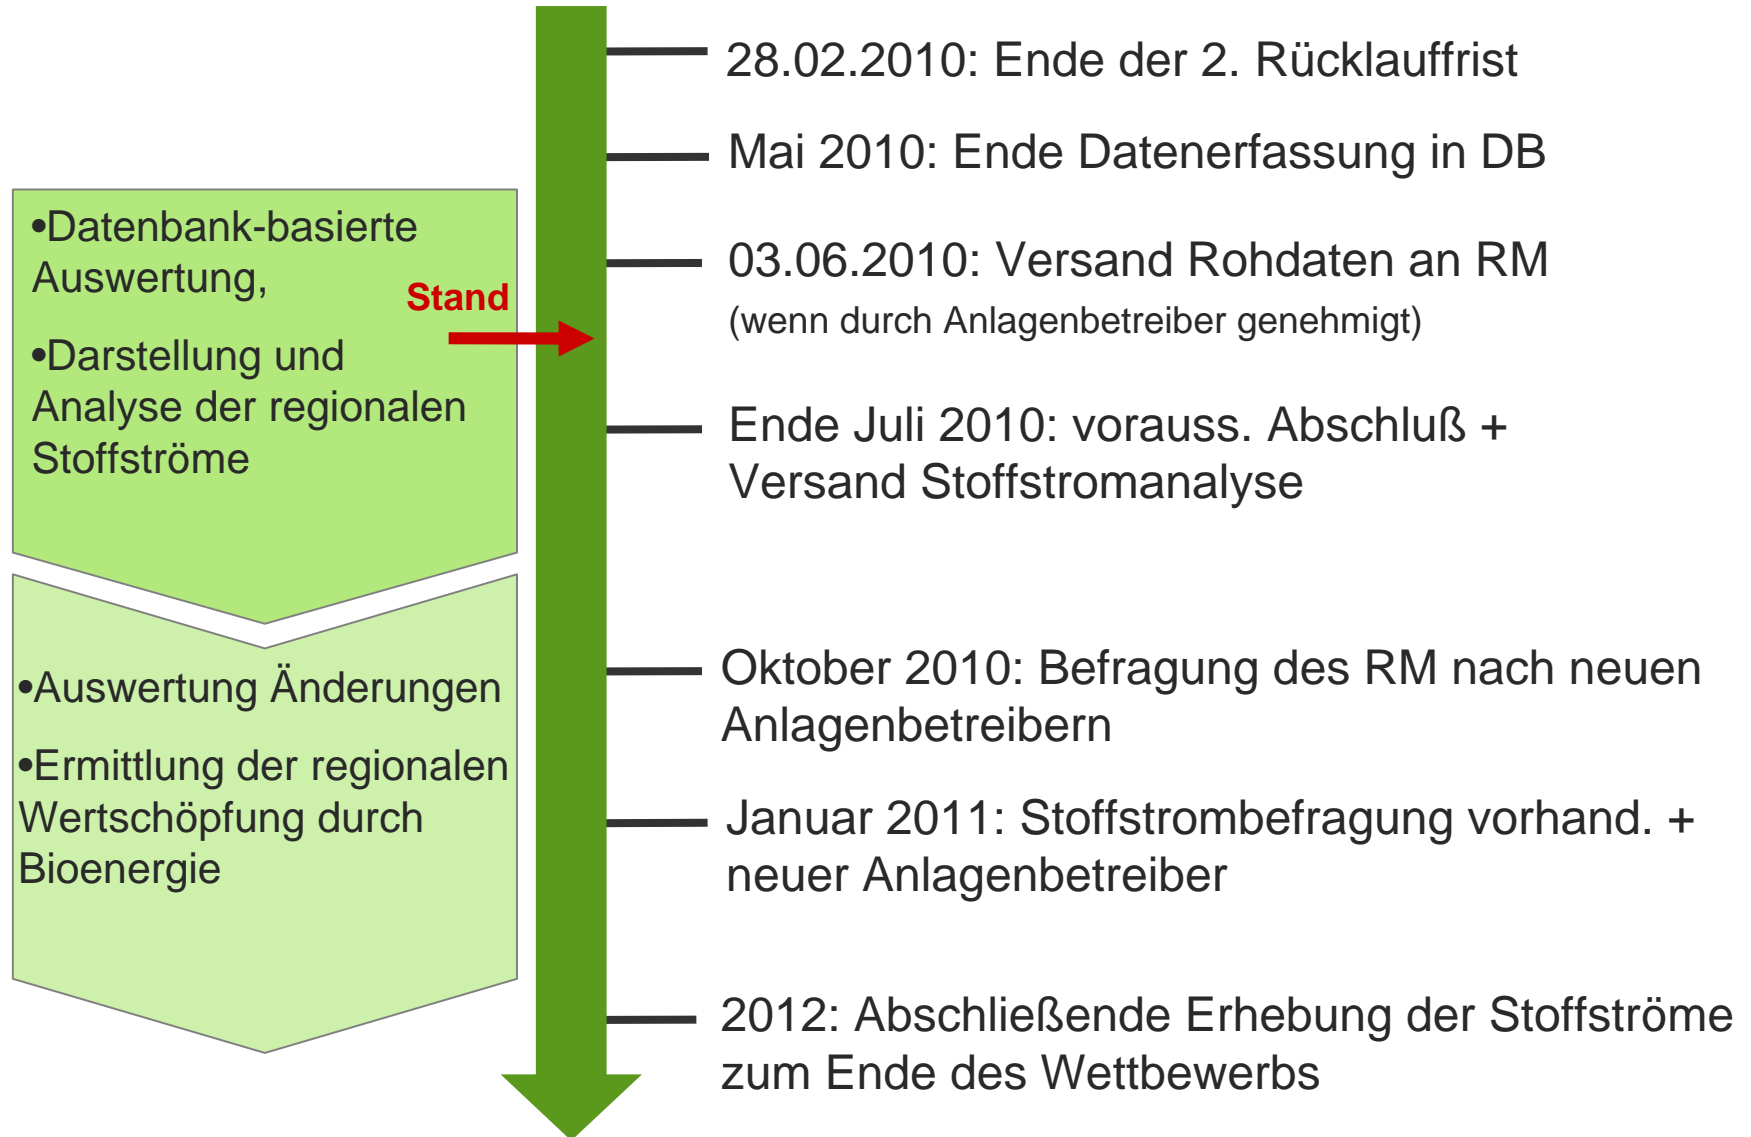 28.02.2010: Ende der 2. Rücklauffrist
Mai 2010: Ende Datenerfassung in DB
03.06.2010: Versand Rohdaten an RM
(wenn durch Anlagenbetreiber genehmigt)
Ende Juli 2010: vorauss. Abschluß +
Versand Stoffstromanalyse
Oktober 2010: Befragung des RM nach neuen
Anlagenbetreibern
Januar 2011: Stoffstrombefragung vorhand. +
neuer Anlagenbetreiber
2012: Abschließende Erhebung der Stoffströme
zum Ende des Wettbewerbs
•Datenbank-basierte
Auswertung,
Stand
•Darstellung und
Analyse der regionalen
Stoffströme
•Auswertung Änderungen
•Ermittlung der regionalen
Wertschöpfung durch
Bioenergie